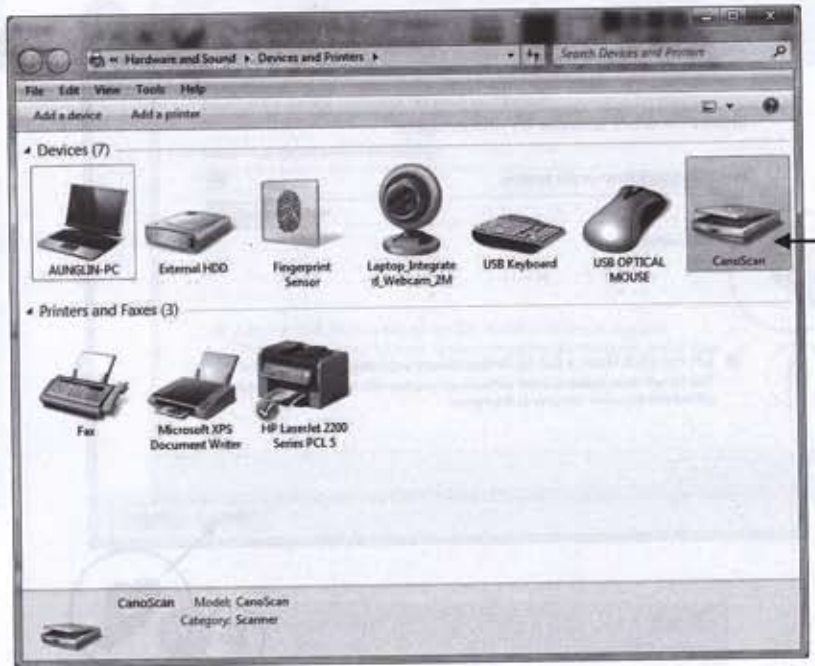 « Hardware and Sound ▸ Devices and Printers ▸
Search Devices and Printers
File Edit View Tools Help
Add a device Add a printer
Devices (7)
AUNGLIN-PC
External HDD
Fingerprint
Sensor
Laptop_Integrate
d_Webcam_2M
USB Keyboard
USB OPTICAL
MOUSE
CanoScan
Printers and Faxes (3)
Fax
Microsoft XPS
Document Writer
HP LaserJet 2200
Series PCL 5
CanoScan Model: CanoScan
Category: Scanner